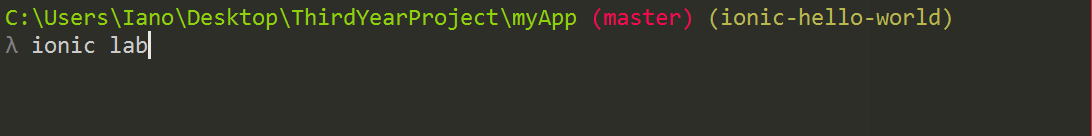 C:\Users\Iano\Desktop\ThirdYearProject\myApp (master) (ionic-hello-world)
λ ionic lab